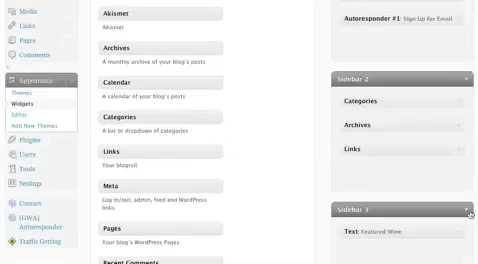 Media
Links
Pages
Comments
Appearance
Themes
Widgets
Editor
Add New Themes
Plugins
Users
Tools
Settings
Contact
(GWA)
Autoresponder
Traffic Getting
Akismet
Akismet
Archives
A monthly archive of your blog's posts
Calendar
A calendar of your blog's posts
Categories
A list or dropdown of categories
Links
Your blogroll
Meta
Log in/out, admin, feed and WordPress
links
Pages
Your blog's WordPress Pages
Recent Comments
Autoresponder #1: Sign Up for Email
Sidebar 2
Categories
Archives
Links
Sidebar 3
Text: Featured Wine